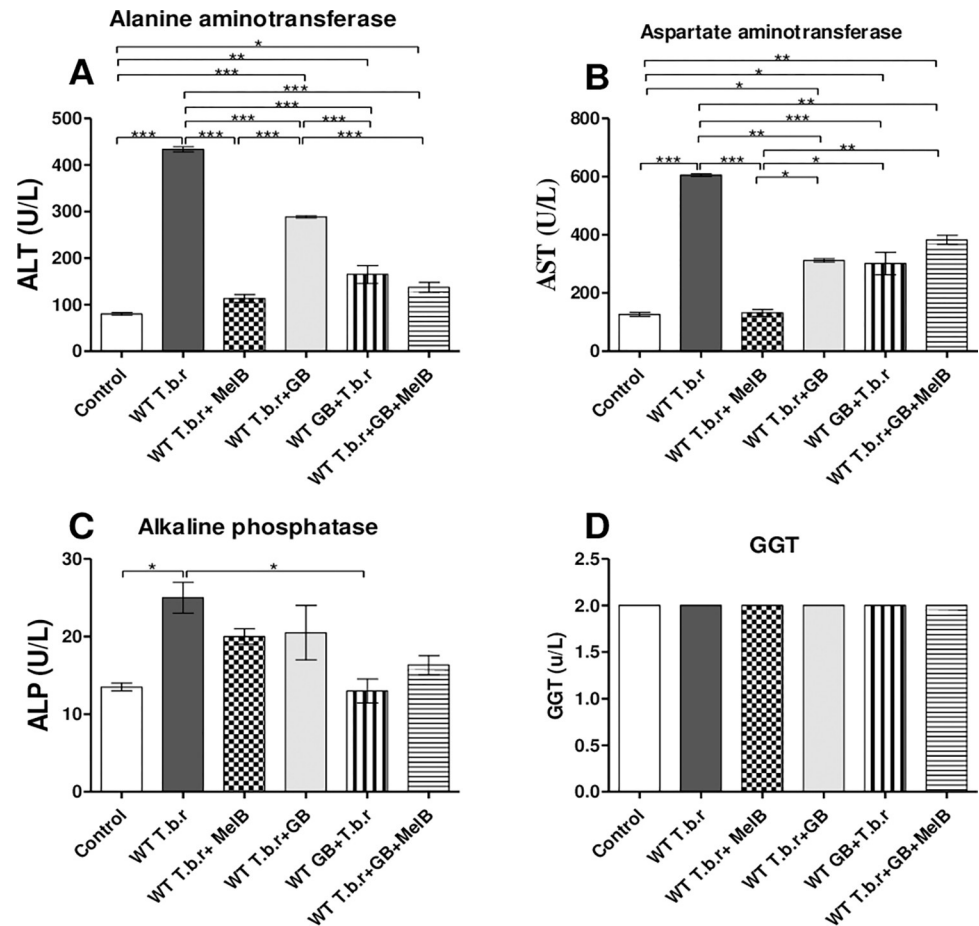 Alanine aminotransferase
A
*
**
***
***
***
***
***
***
***
***
***
ALT (U/L)
500
400
300
200
100
0
Control
WT T.b.r
WT T.b.r+ MelB
WT T.b.r+GB
WT GB+T.b.r
WT T.b.r+GB+MelB
Aspartate aminotransferase
B
**
*
*
**
***
**
**
***
***
*
*
AST (U/L)
800
600
400
200
0
Control
WT T.b.r
WT T.b.r+ MelB
WT T.b.r+GB
WT GB+T.b.r
WT T.b.r+GB+MelB
C
Alkaline phosphatase
*
*
ALP (U/L)
30
20
10
0
Control
WT T.b.r
WT T.b.r+ MelB
WT T.b.r+GB
WT GB+T.b.r
WT T.b.r+GB+MelB
D
GGT
GGT (u/L)
2.5
2.0
1.5
1.0
0.5
0.0
Control
WT T.b.r
WT T.b.r+ MelB
WT T.b.r+GB
WT GB+T.b.r
WT T.b.r+GB+MelB